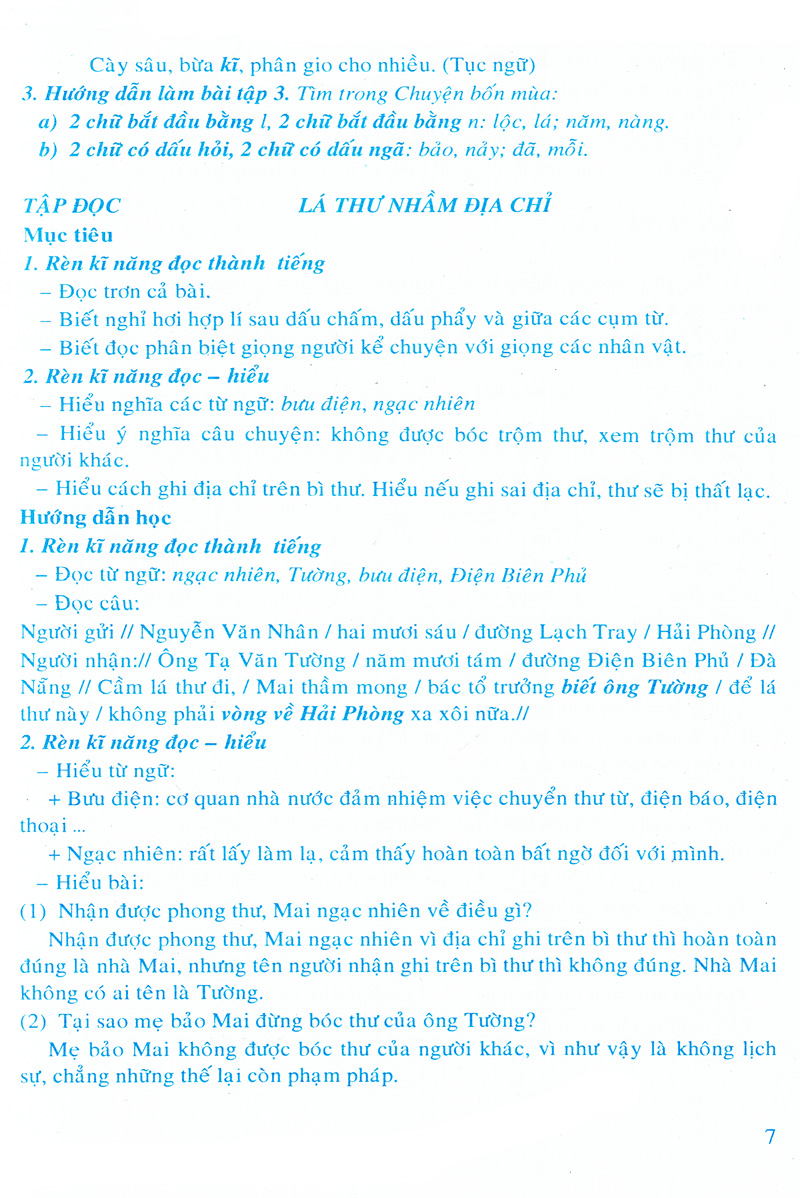 Cày sâu, bừa kĩ, phân gio cho nhiều. (Tục ngữ)
3. Hướng dẫn làm bài tập 3. Tìm trong Chuyện bốn mùa:
a) 2 chữ bắt đầu bằng l, 2 chữ bắt đầu bằng n: lộc, lá; năm, nàng.
b) 2 chữ có dấu hỏi, 2 chữ có dấu ngã: bảo, nảy; đã, mỗi.
TẬP ĐỌC LÁ THƯ NHẦM ĐỊA CHỈ
Mục tiêu
1. Rèn kĩ năng đọc thành tiếng
– Đọc trơn cả bài.
– Biết nghỉ hơi hợp lí sau dấu chấm, dấu phẩy và giữa các cụm từ.
– Biết đọc phân biệt giọng người kể chuyện với giọng các nhân vật.
2. Rèn kĩ năng đọc – hiểu
– Hiểu nghĩa các từ ngữ: bưu điện, ngạc nhiên
– Hiểu ý nghĩa câu chuyện: không được bóc trộm thư, xem trộm thư của
người khác.
– Hiểu cách ghi địa chỉ trên bì thư. Hiểu nếu ghi sai địa chỉ, thư sẽ bị thất lạc.
Hướng dẫn học
1. Rèn kĩ năng đọc thành tiếng
– Đọc từ ngữ: ngạc nhiên, Tường, bưu điện, Điện Biên Phủ
– Đọc câu:
Người gửi // Nguyễn Văn Nhân / hai mươi sáu / đường Lạch Tray / Hải Phòng //
Người nhận:// Ông Tạ Văn Tường / năm mươi tám / đường Điện Biên Phủ / Đà
Nẵng // Cầm lá thư đi, / Mai thầm mong / bác tổ trưởng biết ông Tường / để lá
thư này / không phải vòng về Hải Phòng xa xôi nữa.//
2. Rèn kĩ năng đọc – hiểu
– Hiểu từ ngữ:
+ Bưu điện: cơ quan nhà nước đảm nhiệm việc chuyển thư từ, điện báo, điện
thoại ...
+ Ngạc nhiên: rất lấy làm lạ, cảm thấy hoàn toàn bất ngờ đối với mình.
– Hiểu bài:
(1) Nhận được phong thư, Mai ngạc nhiên về điều gì?
Nhận được phong thư, Mai ngạc nhiên vì địa chỉ ghi trên bì thư thì hoàn toàn
đúng là nhà Mai, nhưng tên người nhận ghi trên bì thư thì không đúng. Nhà Mai
không có ai tên là Tường.
(2) Tại sao mẹ bảo Mai đừng bóc thư của ông Tường?
Mẹ bảo Mai không được bóc thư của người khác, vì như vậy là không lịch
sự, chẳng những thế lại còn phạm pháp.
7